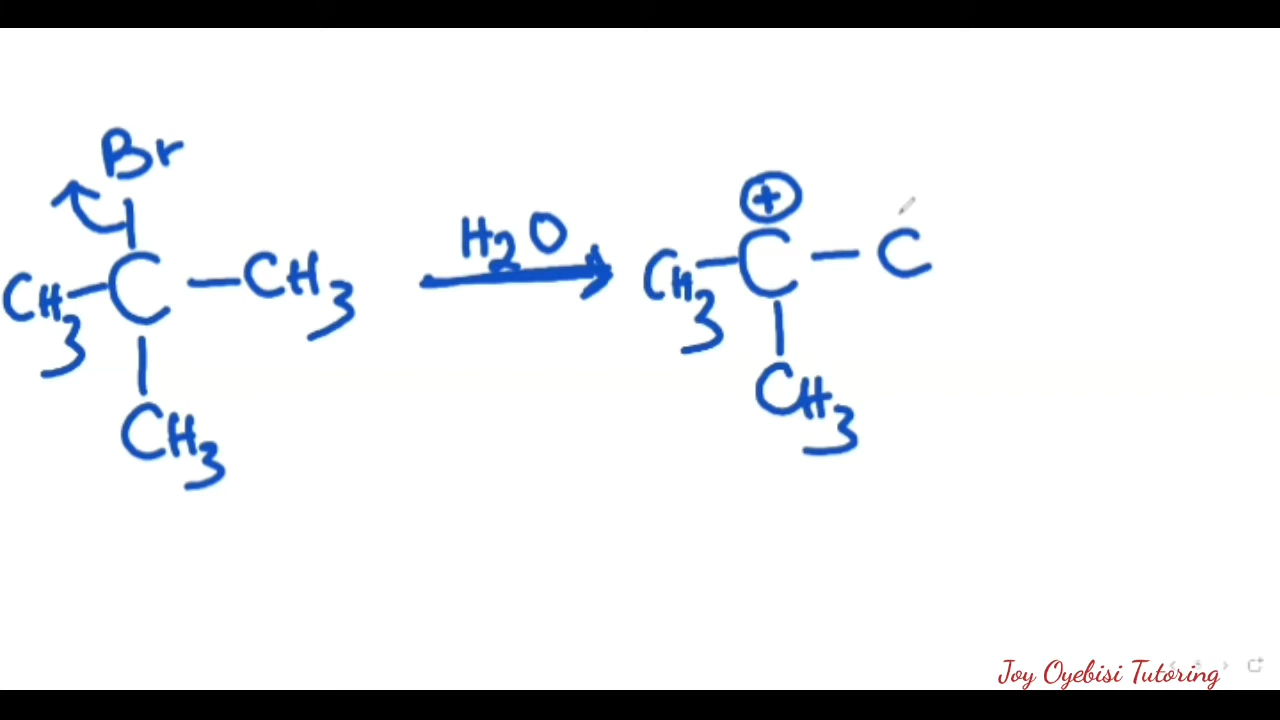 Br
CH3 - C - CH3
CH3
H2O
+
CH3 - C - C
CH3
Joy Oyebisi Tutoring